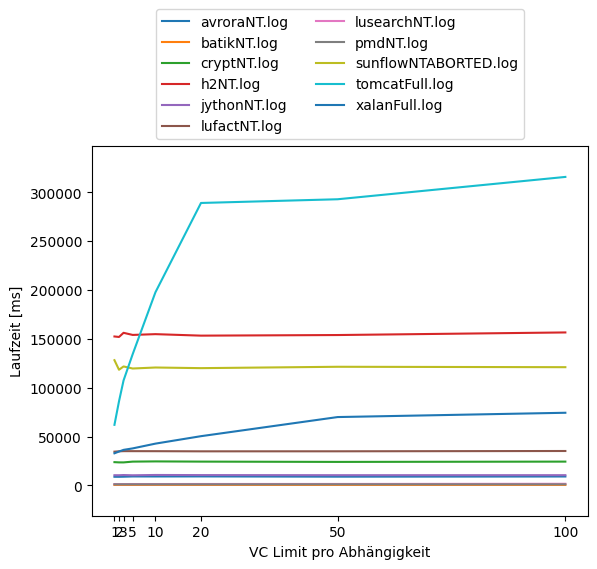 avroraNT.log
batikNT.log
cryptNT.log
h2NT.log
jythonNT.log
lufactNT.log
lusearchNT.log
pmdNT.log
sunflowNTABORTED.log
tomcatFull.log
xalanFull.log
300000
250000
200000
150000
100000
50000
0
Laufzeit [ms]
1 2 3 5 10 20 50 100
VC Limit pro Abhängigkeit